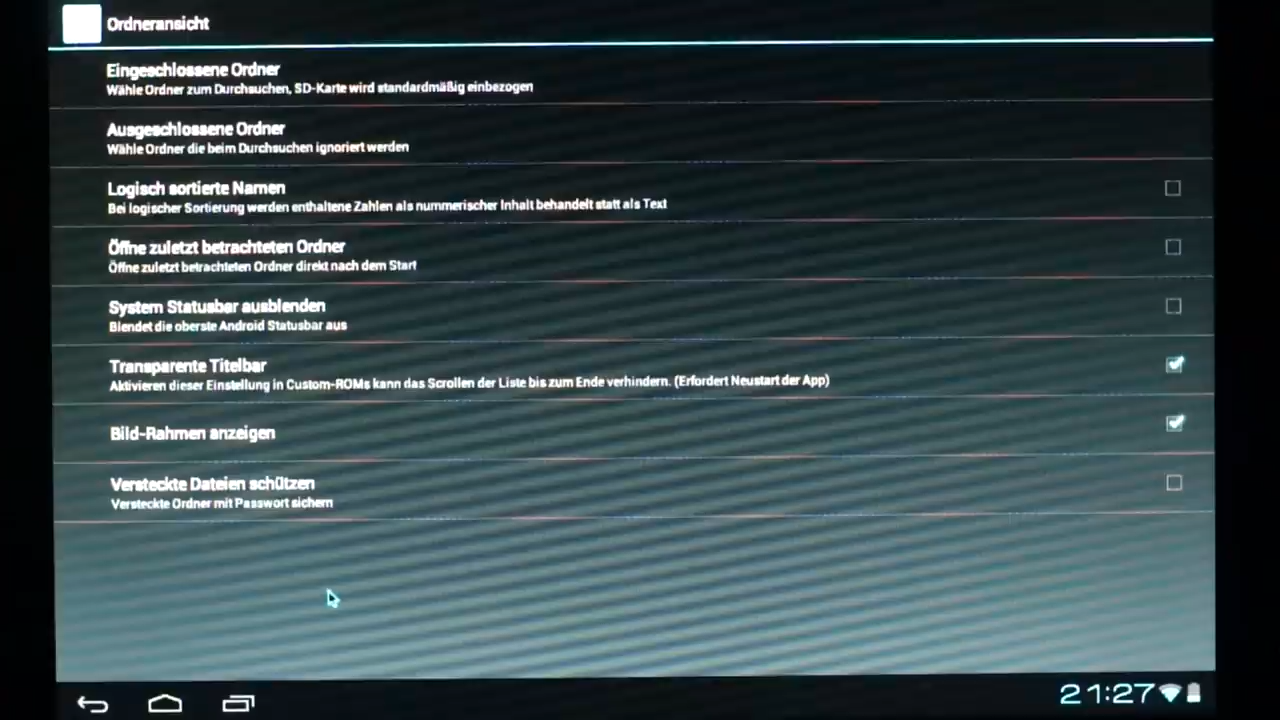 Ordneransicht
Eingeschlossene Ordner
Wähle Ordner zum Durchsuchen, SD-Karte wird standardmäßig einbezogen
Ausgeschlossene Ordner
Wähle Ordner die beim Durchsuchen ignoriert werden
Logisch sortierte Namen
Bei logischer Sortierung werden enthaltene Zahlen als nummerischer Inhalt behandelt statt als Text
Öffne zuletzt betrachteten Ordner
Öffne zuletzt betrachteten Ordner direkt nach dem Start
System Statusbar ausblenden
Blendet die oberste Android Statusbar aus
Transparente Titelbar
Aktivieren dieser Einstellung in Custom-ROMs kann das Scrollen der Liste bis zum Ende verhindern. (Erfordert Neustart der App)
Bild-Rahmen anzeigen
Versteckte Dateien schützen
Versteckte Ordner mit Passwort sichern
21:27